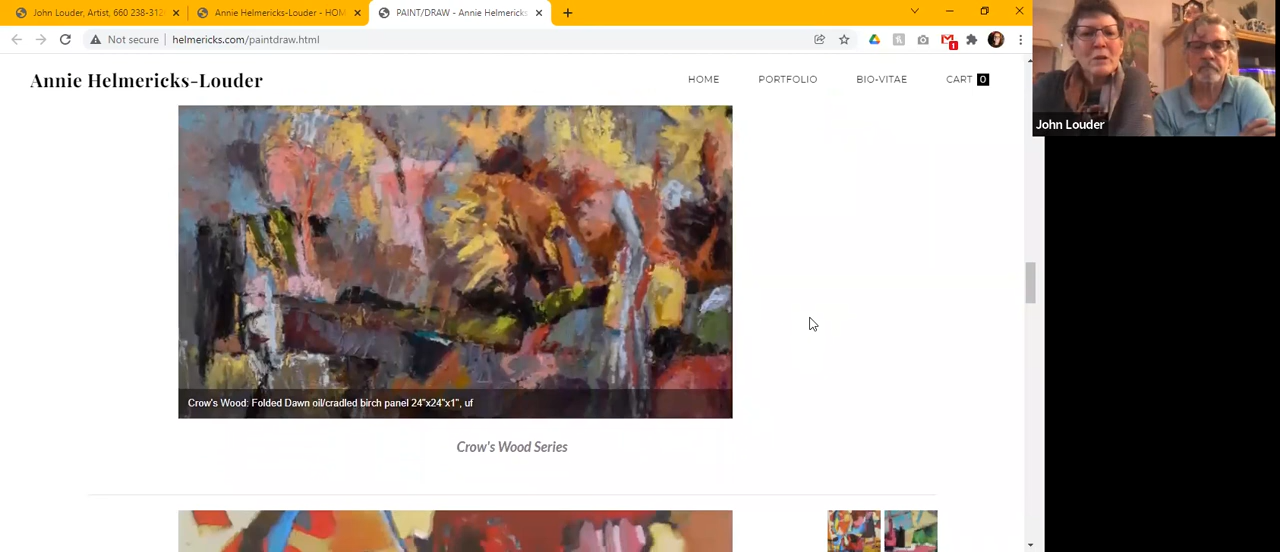 John Louder, Artist, 660 238-312
Annie Helmericks-Louder - HOM
PAINT/DRAW - Annie Helmericks
Not secure
helmericks.com/paintdraw.html
1
Annie Helmericks-Louder
HOME
PORTFOLIO
BIO-VITAE
CART 0
John Louder
Crow's Wood: Folded Dawn oil/cradled birch panel 24"x24"x1", uf
Crow's Wood Series